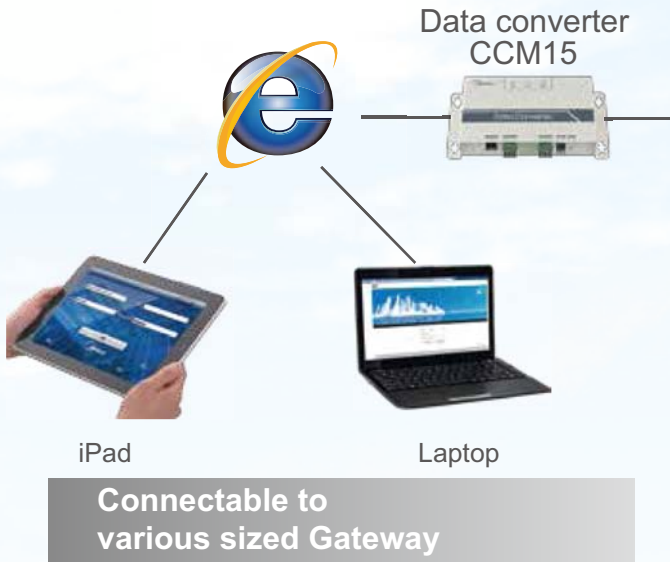 Data converter
CCM15
iPad
Laptop
Connectable to
various sized Gateway